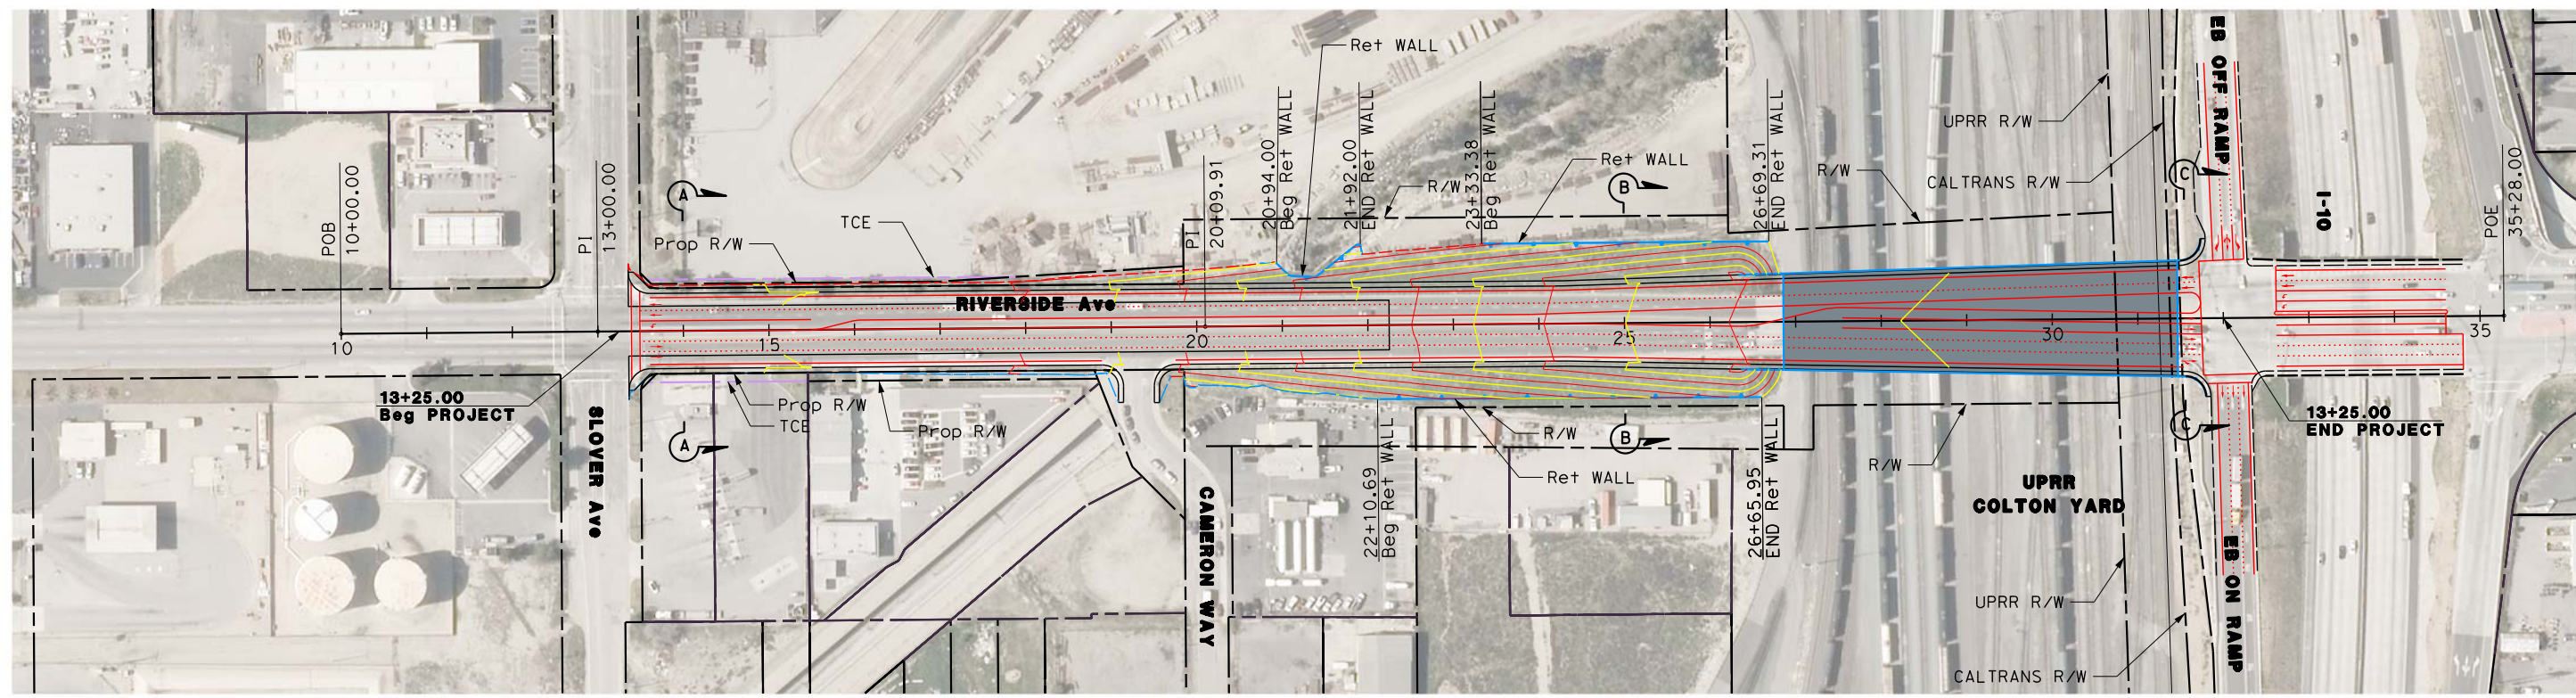 POB
10+00.00
PI
13+00.00
A
TCE
Prop R/W
RIVERSIDE Ave
PI
20+09.91
20+94.00
Beg Ret WALL
Ret WALL
21+92.00
END Ret WALL
R/W
23+33.38
Beg Ret WALL
Ret WALL
B
26+69.31
END Ret WALL
R/W
UPRR R/W
CALTRANS R/W
C
EB OFF RAMP
I-10
POE
35+28.00
10
15
20
25
30
35
13+25.00
Beg PROJECT
SLOVER Ave
A
Prop R/W
TCE
Prop R/W
CAMERON WAY
22+10.69
Beg Ret WALL
R/W
B
Ret WALL
26+65.95
END Ret WALL
R/W
UPRR
COLTON YARD
C
13+25.00
END PROJECT
UPRR R/W
CALTRANS R/W
EB ON RAMP